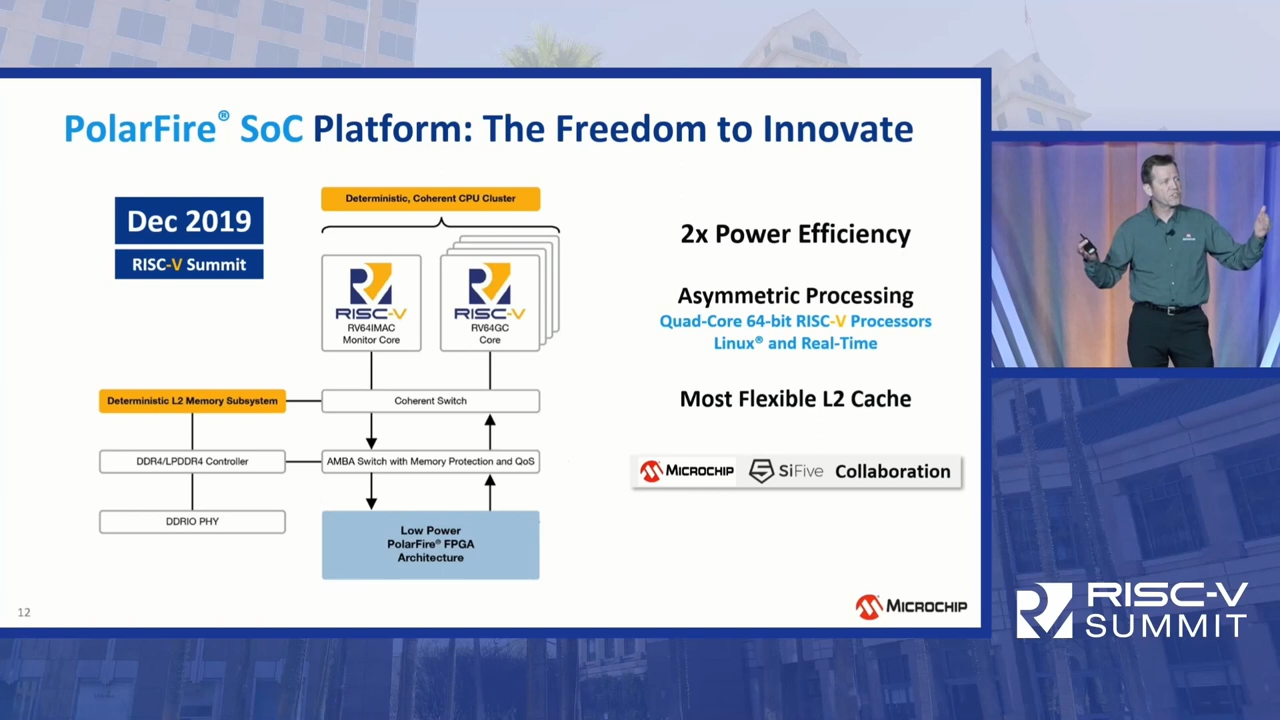 PolarFire® SoC Platform: The Freedom to Innovate
Dec 2019
RISC-V Summit
Deterministic, Coherent CPU Cluster
RISC-V
RV64IMAC
Monitor Core
RISC-V
RV64GC
Core
Deterministic L2 Memory Subsystem
Coherent Switch
DDR4/LPDDR4 Controller
AMBA Switch with Memory Protection and QoS
DDRIO PHY
Low Power
PolarFire® FPGA
Architecture
2x Power Efficiency
Asymmetric Processing
Quad-Core 64-bit RISC-V Processors
Linux® and Real-Time
Most Flexible L2 Cache
MICROCHIP SiFive Collaboration
12
MICROCHIP
RISC-V
SUMMIT